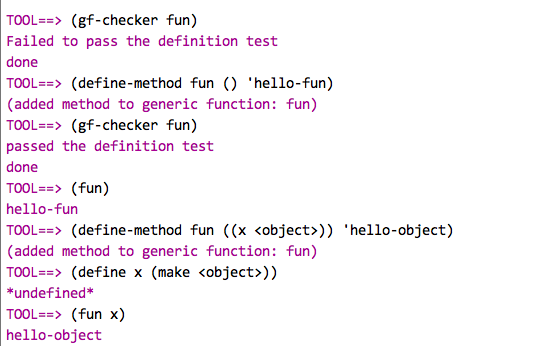 TOOL==> (gf-checker fun)
Failed to pass the definition test
done
TOOL==> (define-method fun () 'hello-fun)
(added method to generic function: fun)
TOOL==> (gf-checker fun)
passed the definition test
done
TOOL==> (fun)
hello-fun
TOOL==> (define-method fun ((x <object>)) 'hello-object)
(added method to generic function: fun)
TOOL==> (define x (make <object>))
*undefined*
TOOL==> (fun x)
hello-object